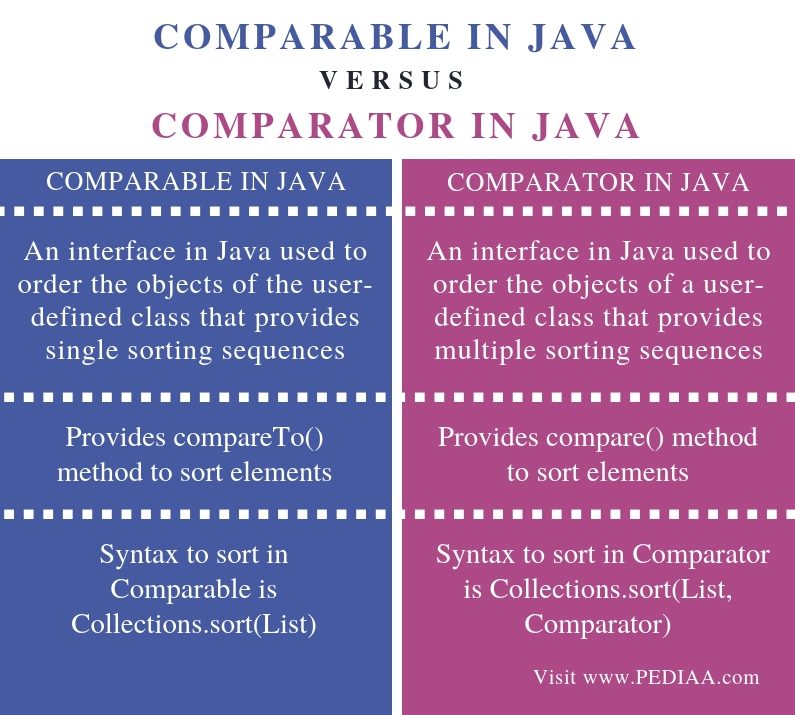 COMPARABLE IN JAVA
VERSUS
COMPARATOR IN JAVA
COMPARABLE IN JAVA
An interface in Java used to
order the objects of the user-
defined class that provides
single sorting sequences
Provides compareTo()
method to sort elements
Syntax to sort in
Comparable is
Collections.sort(List)
COMPARATOR IN JAVA
An interface in Java used to
order the objects of a user-
defined class that provides
multiple sorting sequences
Provides compare() method
to sort elements
Syntax to sort in Comparator
is Collections.sort(List,
Comparator)
Visit www.PEDIAA.com